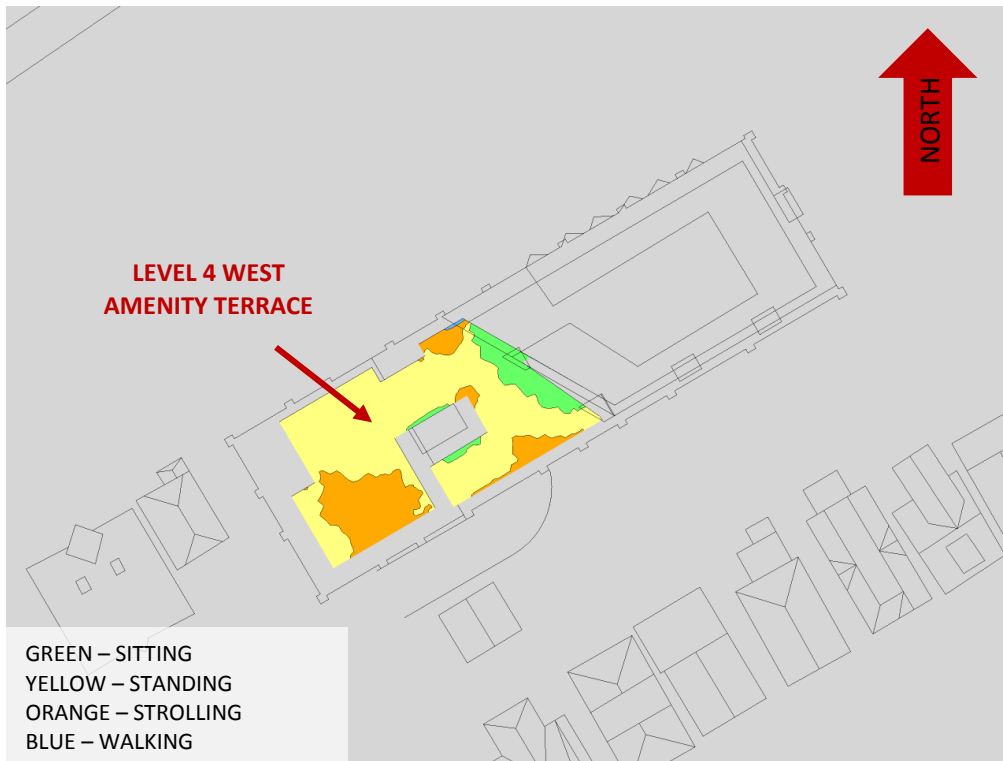 NORTH
LEVEL 4 WEST
AMENITY TERRACE
GREEN – SITTING
YELLOW – STANDING
ORANGE – STROLLING
BLUE – WALKING